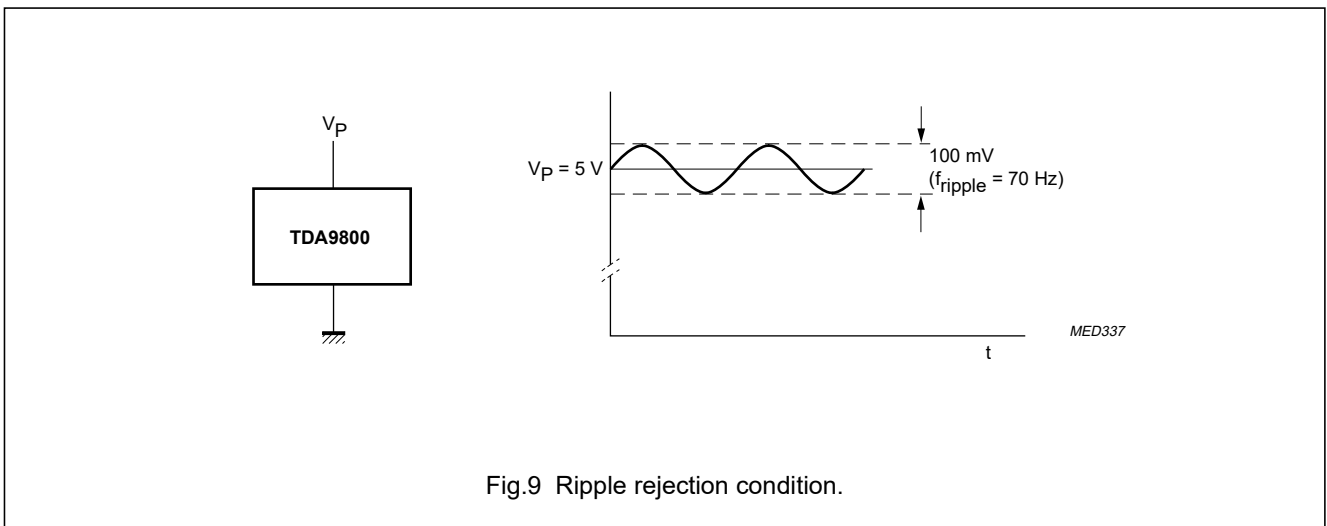 VP
TDA9800
VP = 5 V
100 mV
(fripple = 70 Hz)
MED337
t
Fig.9 Ripple rejection condition.